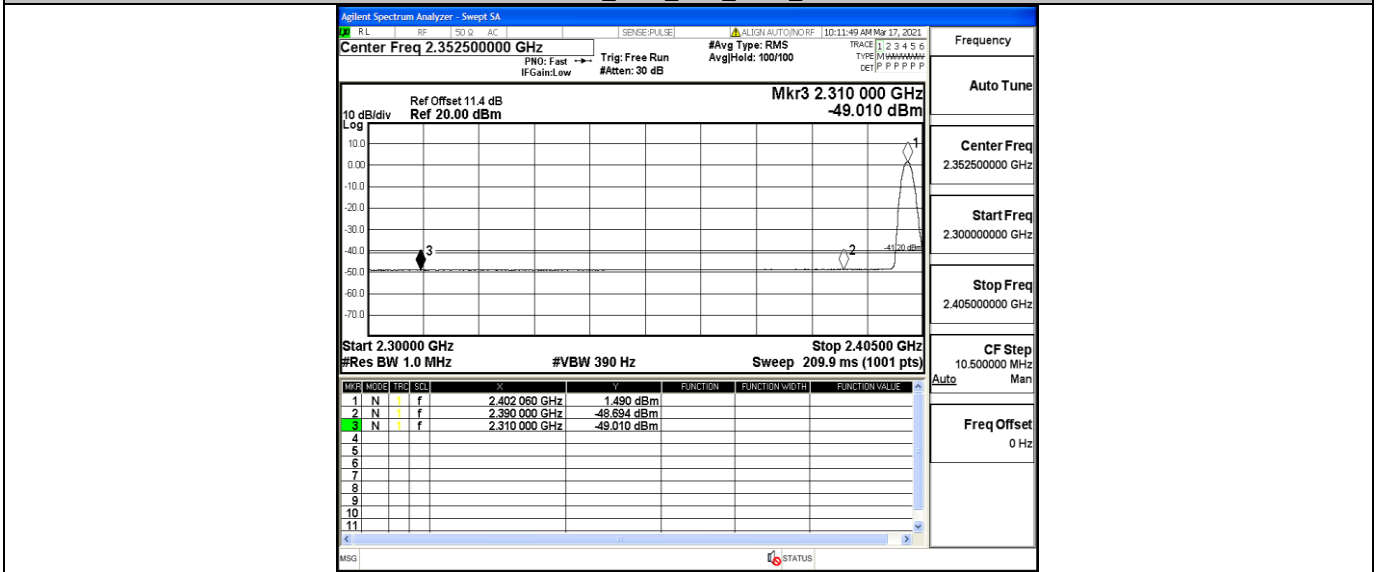 Agilent Spectrum Analyzer - Swept SA
RL RF 50 Ω AC SENSE:PULSE ALIGN AUTO/NO RF 10:11:49 AM Mar 17, 2021
Center Freq 2.352500000 GHz
PNO: Fast
IFGain:Low
Trig: Free Run
#Atten: 30 dB
#Avg Type: RMS
Avg|Hold: 100/100
TRACE 1 2 3 4 5 6
TYPE M
DET P P P P P P
Mkr3 2.310 000 GHz
-49.010 dBm
Ref Offset 11.4 dB
10 dB/div Ref 20.00 dBm
Log
10.0
0.00
-10.0
-20.0
-30.0
-40.0
-50.0
-60.0
-70.0
1
2
3
-41.20 dBm
Start 2.30000 GHz Stop 2.40500 GHz
#Res BW 1.0 MHz #VBW 390 Hz Sweep 209.9 ms (1001 pts)
MKR MODE TRC SCL X Y FUNCTION FUNCTION WIDTH FUNCTION VALUE
1 N 1 f 2.402 060 GHz 1.490 dBm
2 N 1 f 2.390 000 GHz -48.694 dBm
3 N 1 f 2.310 000 GHz -49.010 dBm
4
5
6
7
8
9
10
11
MSG STATUS
Frequency
Auto Tune
Center Freq
2.352500000 GHz
Start Freq
2.300000000 GHz
Stop Freq
2.405000000 GHz
CF Step
10.500000 MHz
Auto Man
Freq Offset
0 Hz